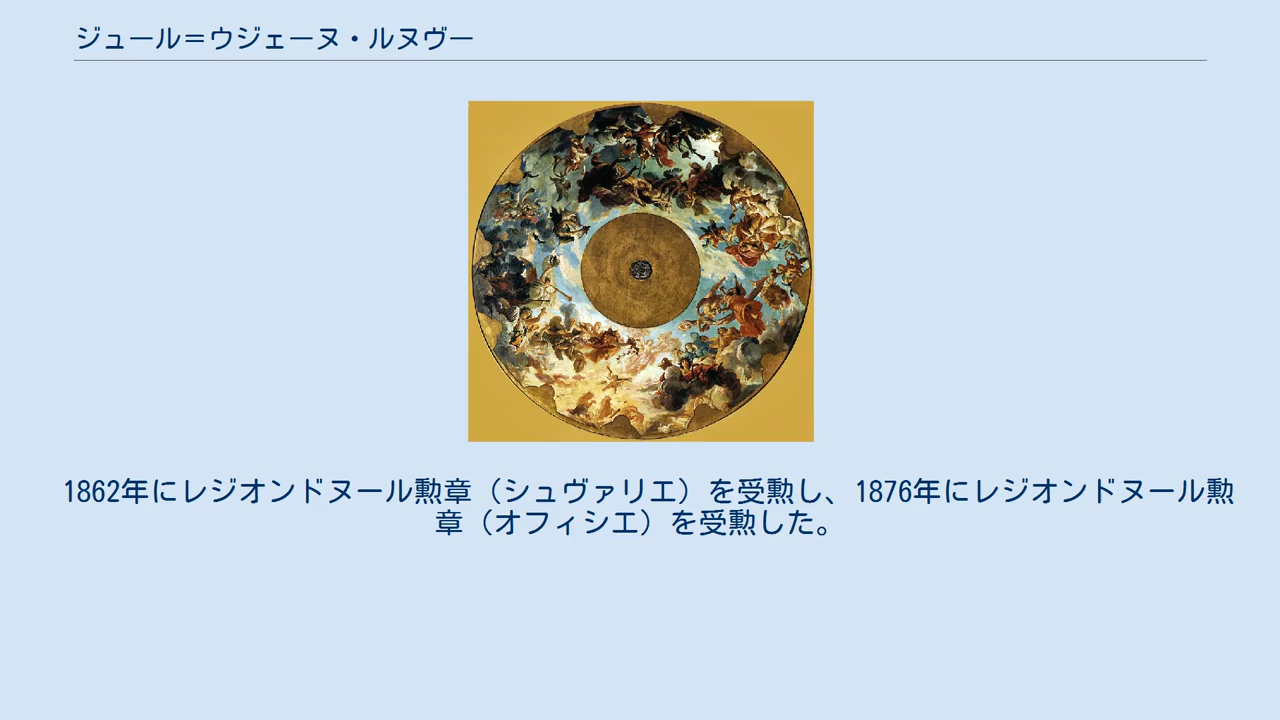 ジュール＝ウジェーヌ・ルヌヴー
1862年にレジオンドヌール勲章（シュヴァリエ）を受勲し、1876年にレジオンドヌール勲
章（オフィシエ）を受勲した。